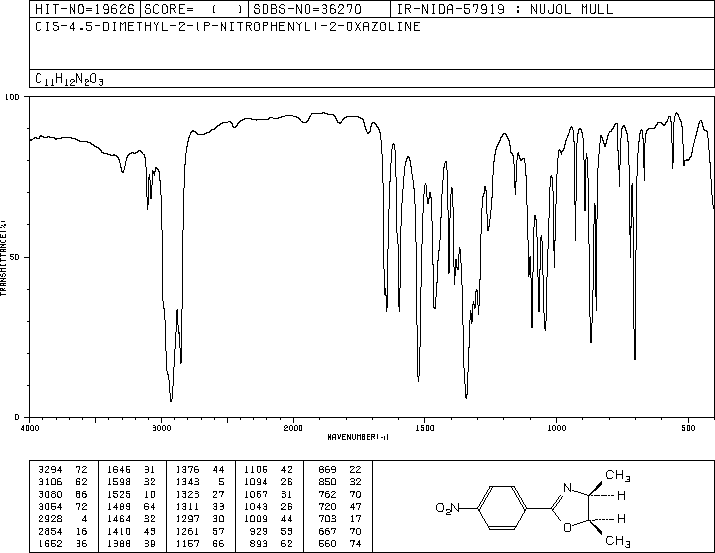 HIT-NO=19626 SCORE= ( ) SDBS-NO=36270 IR-NIDA-57919 : NUJOL MULL
CIS-4,5-DIMETHYL-2-(P-NITROPHENYL)-2-OXAZOLINE
C11H12N2O3
100
50
0
TRANSMITTANCE(%)
4000 3000 2000 1500 1000 500
WAVENUMBER(-1)
3294 72 1646 31 1376 44 1106 42 869 22
3106 62 1598 32 1343 5 1094 26 850 32
3080 66 1525 10 1323 27 1067 31 762 70
3054 72 1489 64 1311 33 1043 26 720 47
2928 4 1464 32 1297 30 1009 44 703 17
2854 16 1410 49 1261 57 929 59 667 70
1652 36 1388 39 1157 66 893 62 560 74
CH3
N H
O2N
O H
CH3